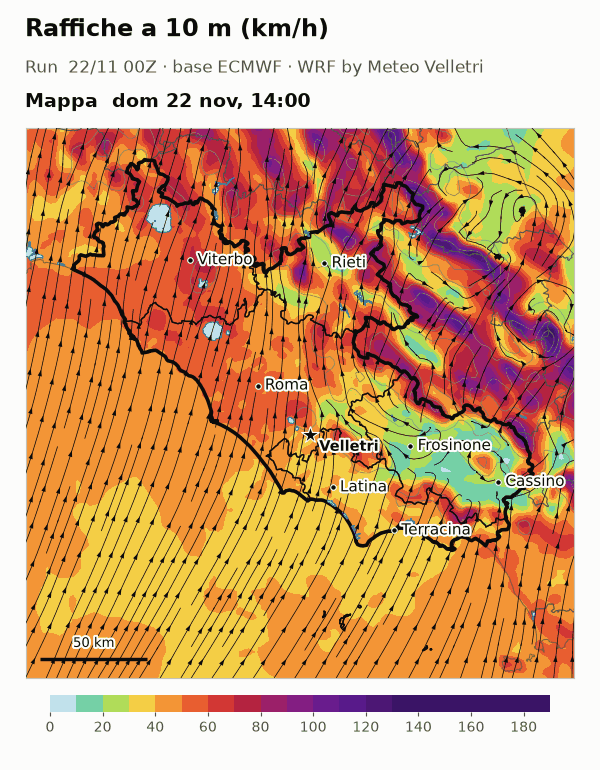 Raffiche a 10 m (km/h)
Run  22/11 00Z · base ECMWF · WRF by Meteo Velletri
Mappa  dom 22 nov, 14:00
Viterbo
Rieti
Roma
Velletri
Frosinone
Cassino
Latina
Terracina
50 km
0 20 40 60 80 100 120 140 160 180